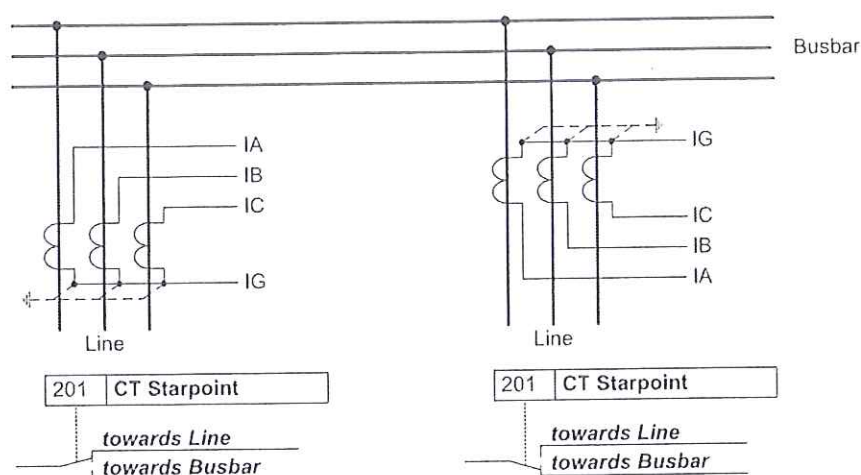 Busbar
IA
IB
IC
IG
Line
IG
IC
IB
IA
Line
201 CT Starpoint
towards Line
towards Busbar
201 CT Starpoint
towards Line
towards Busbar